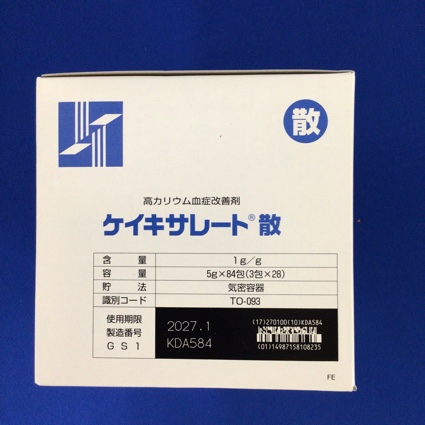 散
高カリウム血症改善剤
ケイキサレート®散
含量 1g/g
容量 5g×84包(3包×28)
貯法 気密容器
識別コード TO-093
使用期限 2027.1
製造番号 KDA584
GS1
(17)270100(10)KDA584
(01)14987158108235
FE